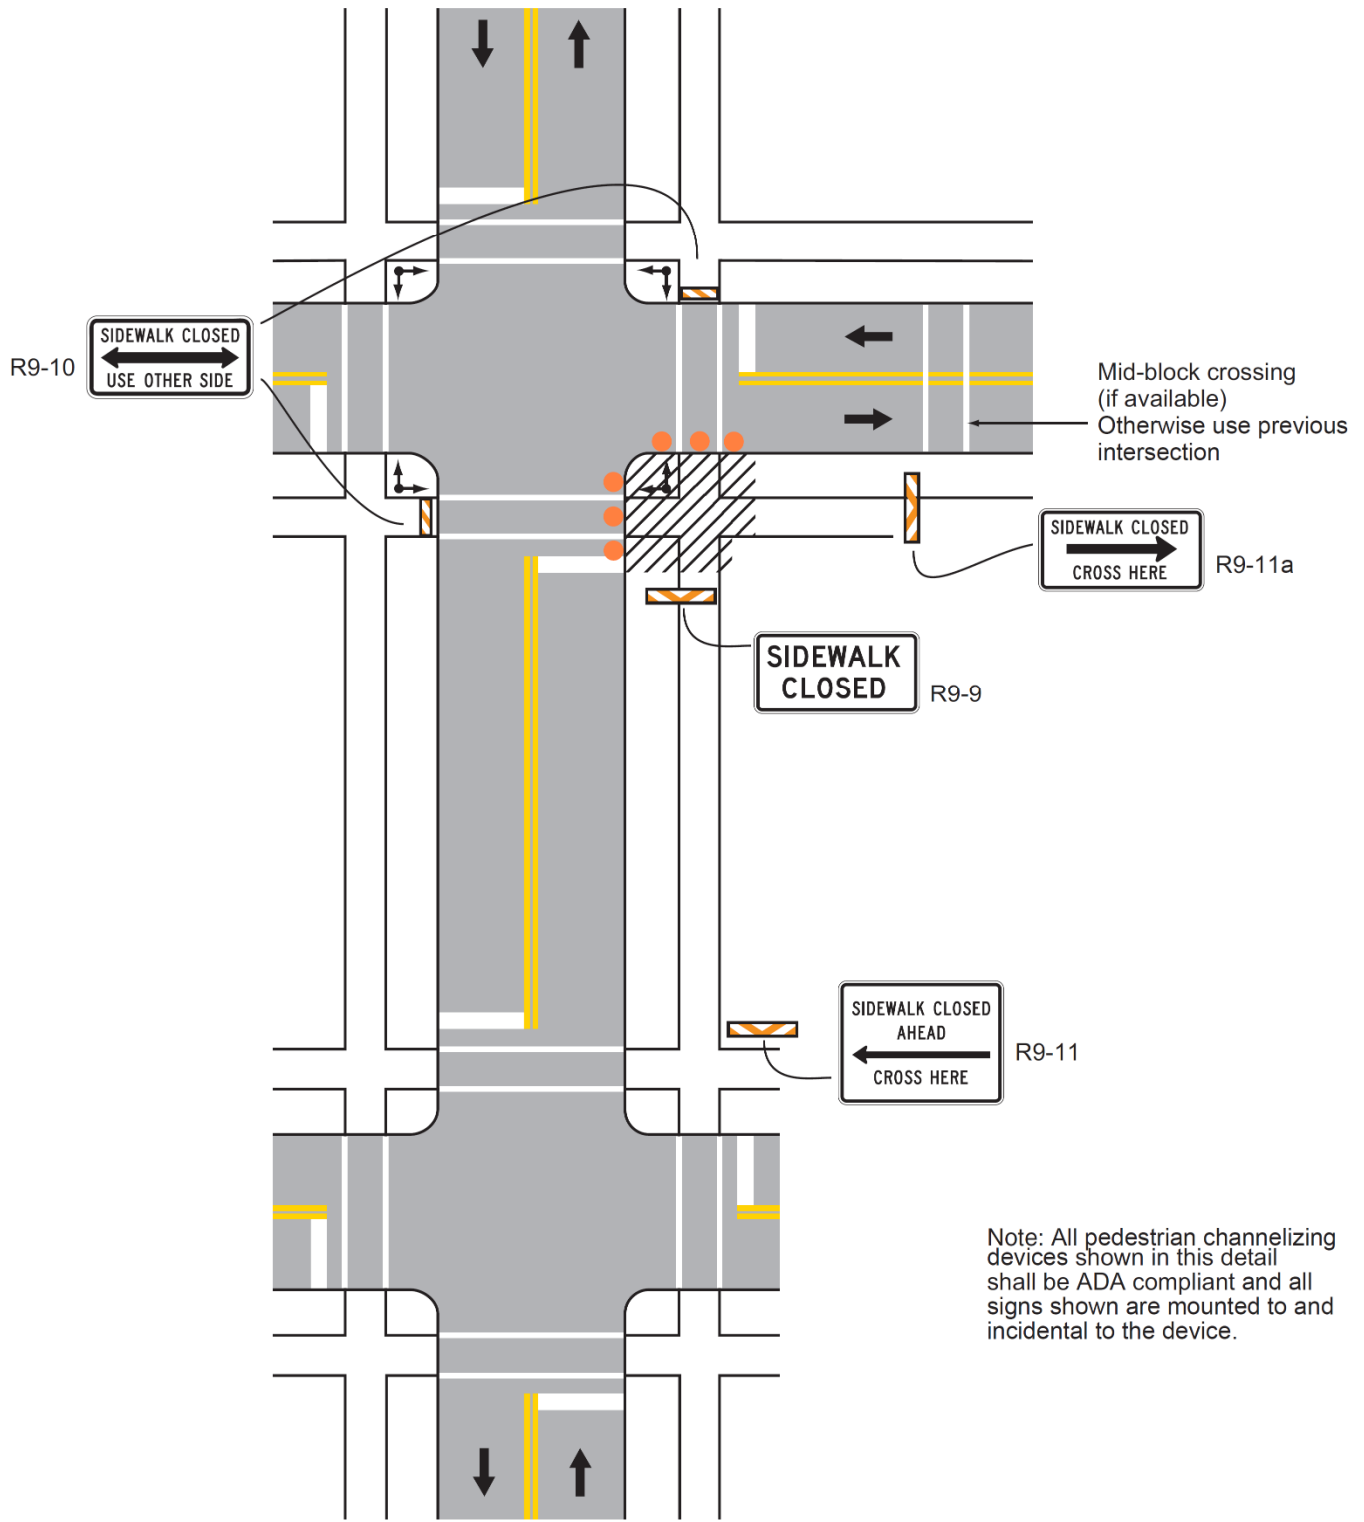 R9-10
SIDEWALK CLOSED
USE OTHER SIDE
Mid-block crossing
(if available)
Otherwise use previous
intersection
SIDEWALK CLOSED
CROSS HERE
R9-11a
SIDEWALK
CLOSED
R9-9
SIDEWALK CLOSED
AHEAD
CROSS HERE
R9-11
Note: All pedestrian channelizing
devices shown in this detail
shall be ADA compliant and all
signs shown are mounted to and
incidental to the device.